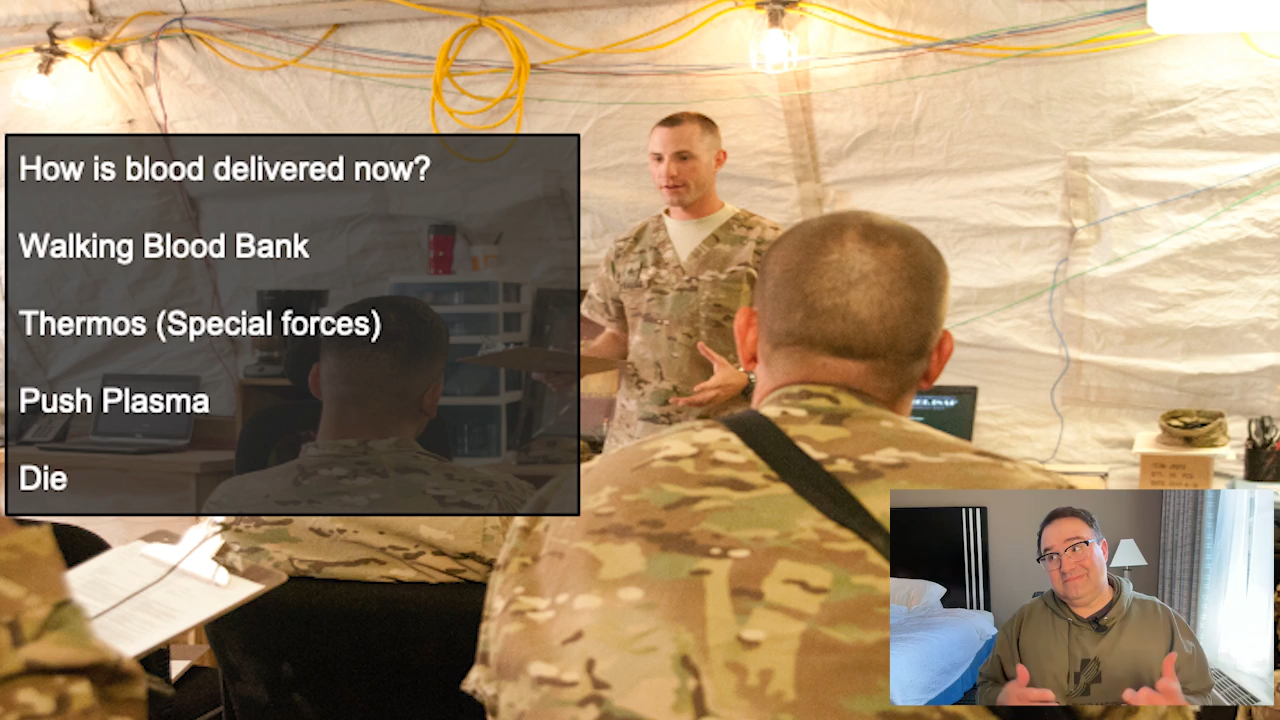 How is blood delivered now?
Walking Blood Bank
Thermos (Special forces)
Push Plasma
Die